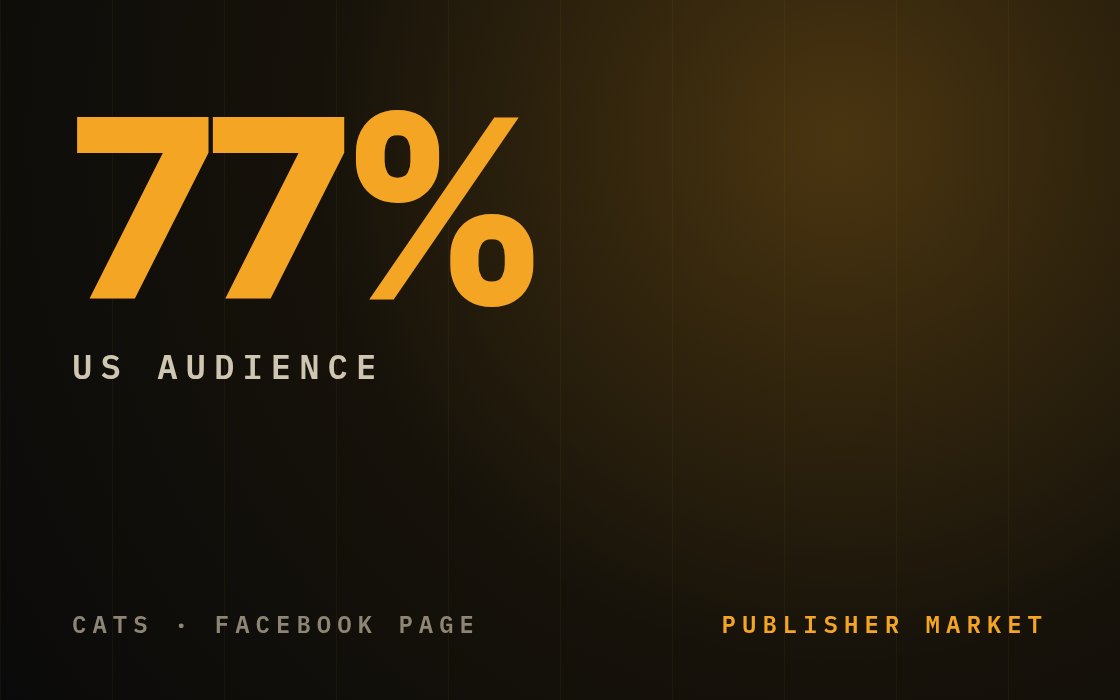 77%
US AUDIENCE
CATS · FACEBOOK PAGE
PUBLISHER MARKET